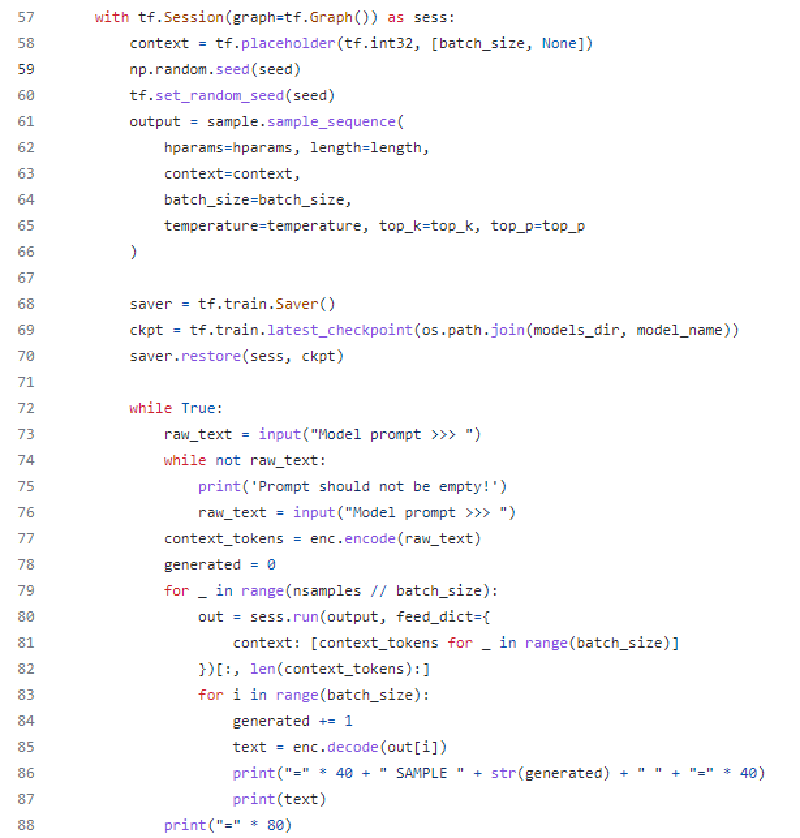 57 with tf.Session(graph=tf.Graph()) as sess:
58 context = tf.placeholder(tf.int32, [batch_size, None])
59 np.random.seed(seed)
60 tf.set_random_seed(seed)
61 output = sample.sample_sequence(
62 hparams=hparams, length=length,
63 context=context,
64 batch_size=batch_size,
65 temperature=temperature, top_k=top_k, top_p=top_p
66 )
67
68 saver = tf.train.Saver()
69 ckpt = tf.train.latest_checkpoint(os.path.join(models_dir, model_name))
70 saver.restore(sess, ckpt)
71
72 while True:
73 raw_text = input("Model prompt >>> ")
74 while not raw_text:
75 print('Prompt should not be empty!')
76 raw_text = input("Model prompt >>> ")
77 context_tokens = enc.encode(raw_text)
78 generated = 0
79 for _ in range(nsamples // batch_size):
80 out = sess.run(output, feed_dict={
81 context: [context_tokens for _ in range(batch_size)]
82 })[:, len(context_tokens):]
83 for i in range(batch_size):
84 generated += 1
85 text = enc.decode(out[i])
86 print("=" * 40 + " SAMPLE " + str(generated) + " " + "=" * 40)
87 print(text)
88 print("=" * 80)